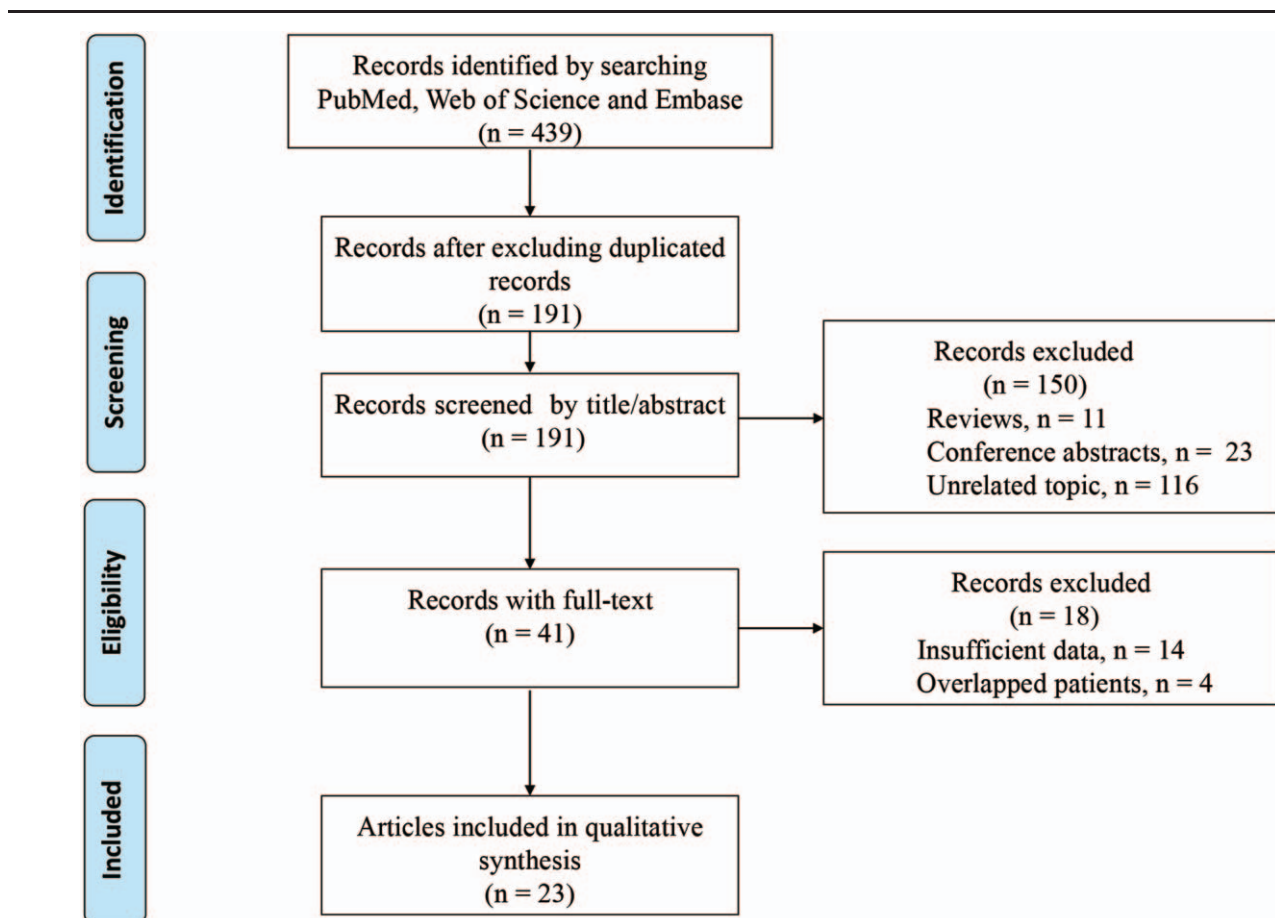 Identification
Records identified by searching
PubMed, Web of Science and Embase
(n = 439)
Records after excluding duplicated
records
(n = 191)
Screening
Records screened by title/abstract
(n = 191)
Records excluded
(n = 150)
Reviews, n = 11
Conference abstracts, n = 23
Unrelated topic, n = 116
Eligibility
Records with full-text
(n = 41)
Records excluded
(n = 18)
Insufficient data, n = 14
Overlapped patients, n = 4
Included
Articles included in qualitative
synthesis
(n = 23)